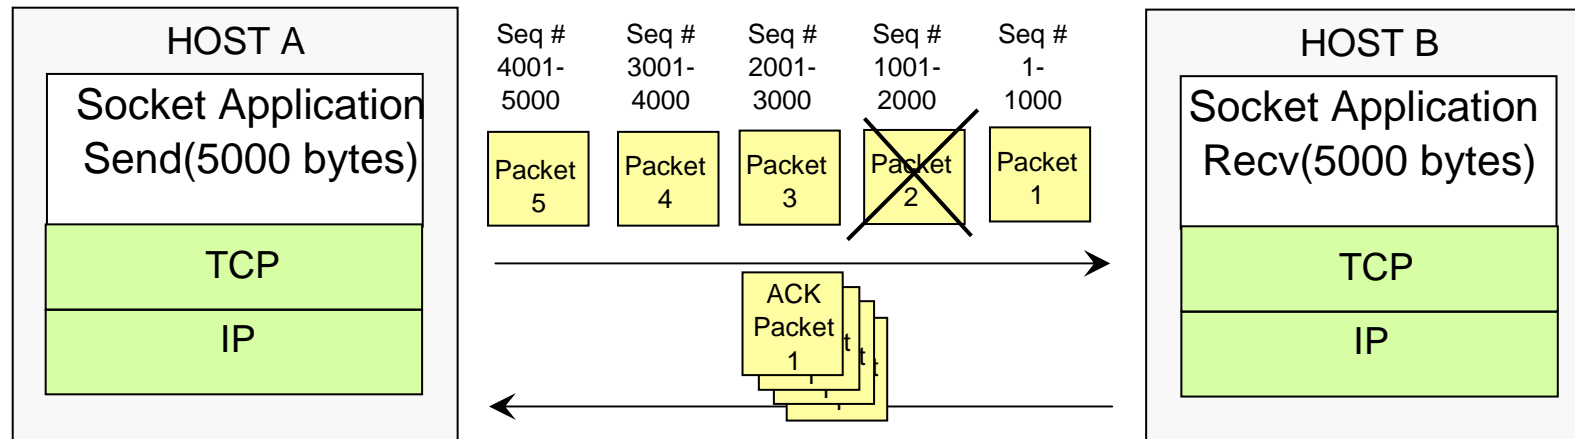 HOST A
Socket Application
Send(5000 bytes)
TCP
IP
Seq #
4001-
5000
Seq #
3001-
4000
Seq #
2001-
3000
Seq #
1001-
2000
Seq #
1-
1000
Packet
5
Packet
4
Packet
3
Packet
2
Packet
1
ACK
Packet
1
HOST B
Socket Application
Recv(5000 bytes)
TCP
IP